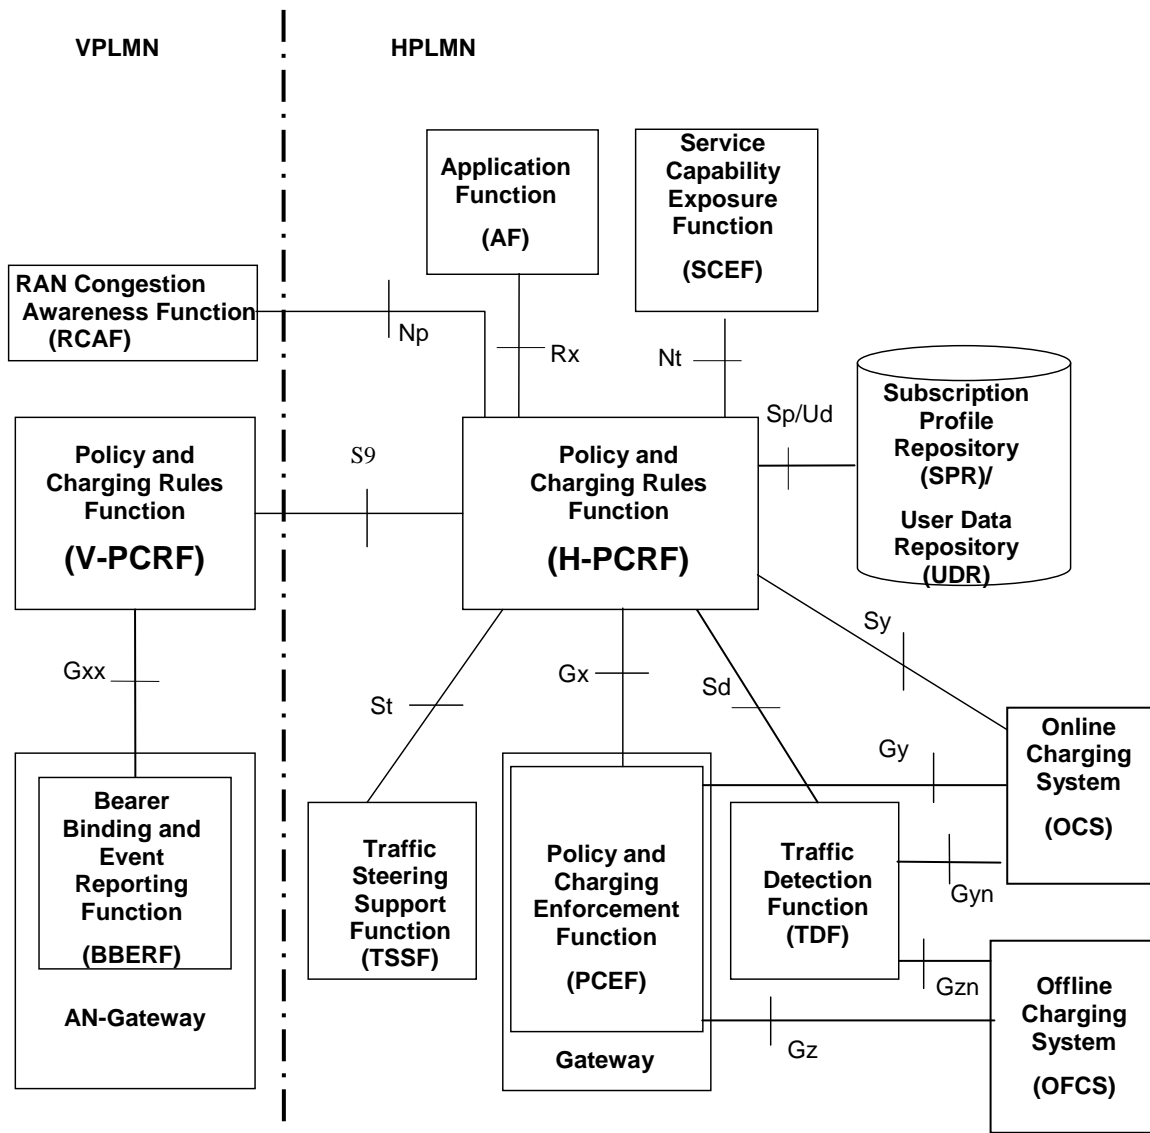 VPLMN
HPLMN
Application
Function
(AF)
Service
Capability
Exposure
Function
(SCEF)
RAN Congestion
Awareness Function
(RCAF)
Np
Rx
Nt
Sp/Ud
Subscription
Profile
Repository
(SPR)/
User Data
Repository
(UDR)
Policy and
Charging Rules
Function
(V-PCRF)
S9
Policy and
Charging Rules
Function
(H-PCRF)
Sy
Gxx
St
Gx
Sd
Gy
Online
Charging
System
(OCS)
Bearer
Binding and
Event
Reporting
Function
(BBERF)
AN-Gateway
Traffic
Steering
Support
Function
(TSSF)
Policy and
Charging
Enforcement
Function
(PCEF)
Gateway
Traffic
Detection
Function
(TDF)
Gyn
Gzn
Gz
Offline
Charging
System
(OFCS)